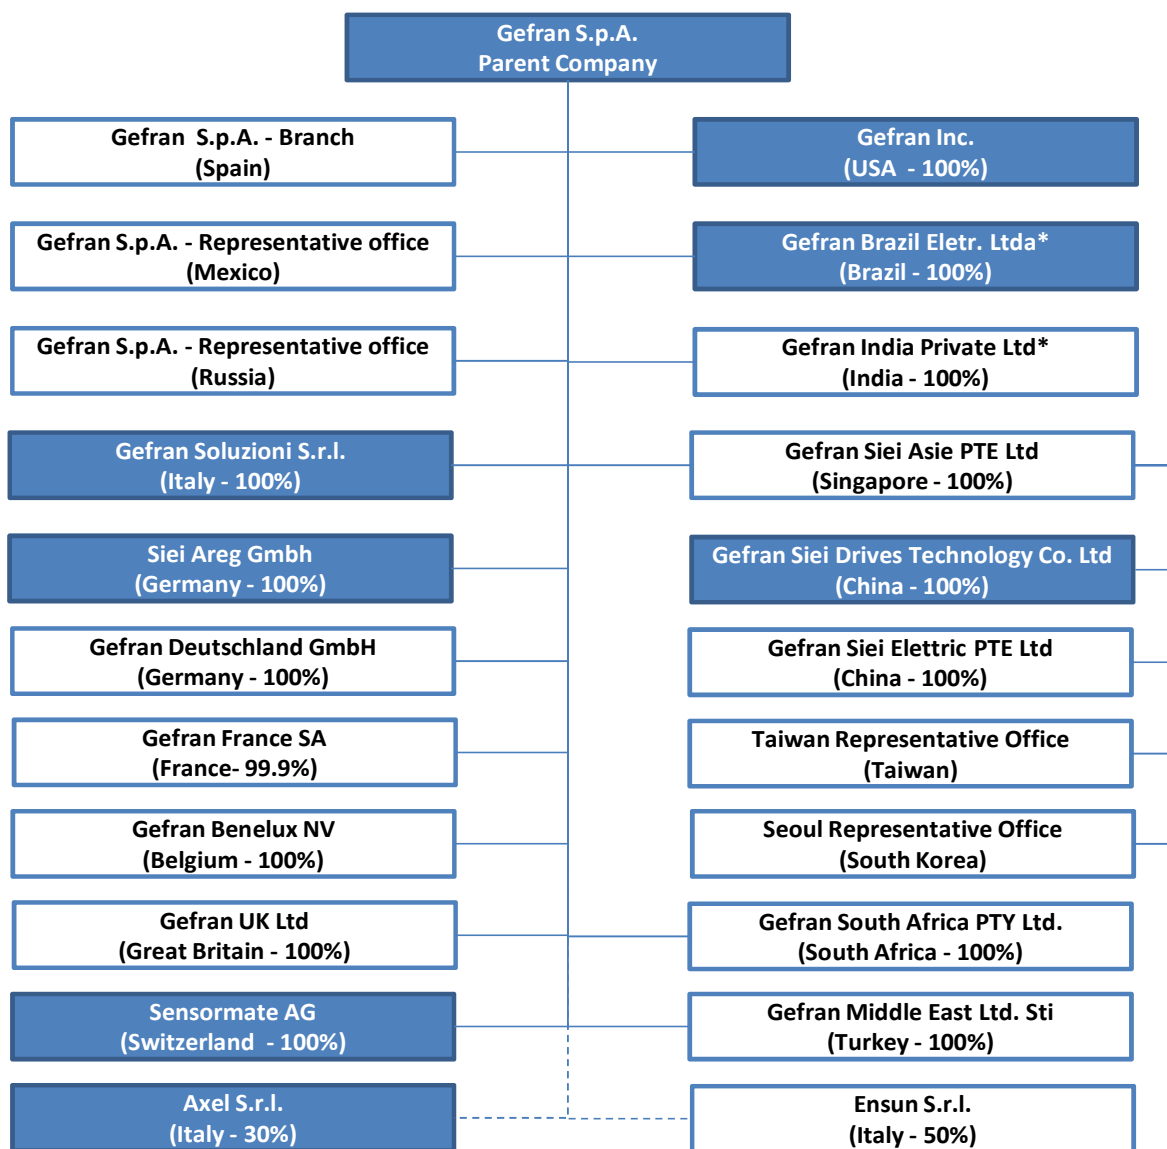 Gefran S.p.A.
Parent Company
Gefran S.p.A. - Branch
(Spain)
Gefran Inc.
(USA - 100%)
Gefran S.p.A. - Representative office
(Mexico)
Gefran Brazil Eletr. Ltda*
(Brazil - 100%)
Gefran S.p.A. - Representative office
(Russia)
Gefran India Private Ltd*
(India - 100%)
Gefran Soluzioni S.r.l.
(Italy - 100%)
Gefran Siei Asie PTE Ltd
(Singapore - 100%)
Siei Areg Gmbh
(Germany - 100%)
Gefran Siei Drives Technology Co. Ltd
(China - 100%)
Gefran Deutschland GmbH
(Germany - 100%)
Gefran Siei Elettric PTE Ltd
(China - 100%)
Gefran France SA
(France- 99.9%)
Taiwan Representative Office
(Taiwan)
Gefran Benelux NV
(Belgium - 100%)
Seoul Representative Office
(South Korea)
Gefran UK Ltd
(Great Britain - 100%)
Gefran South Africa PTY Ltd.
(South Africa - 100%)
Sensormate AG
(Switzerland - 100%)
Gefran Middle East Ltd. Sti
(Turkey - 100%)
Axel S.r.l.
(Italy - 30%)
Ensun S.r.l.
(Italy - 50%)